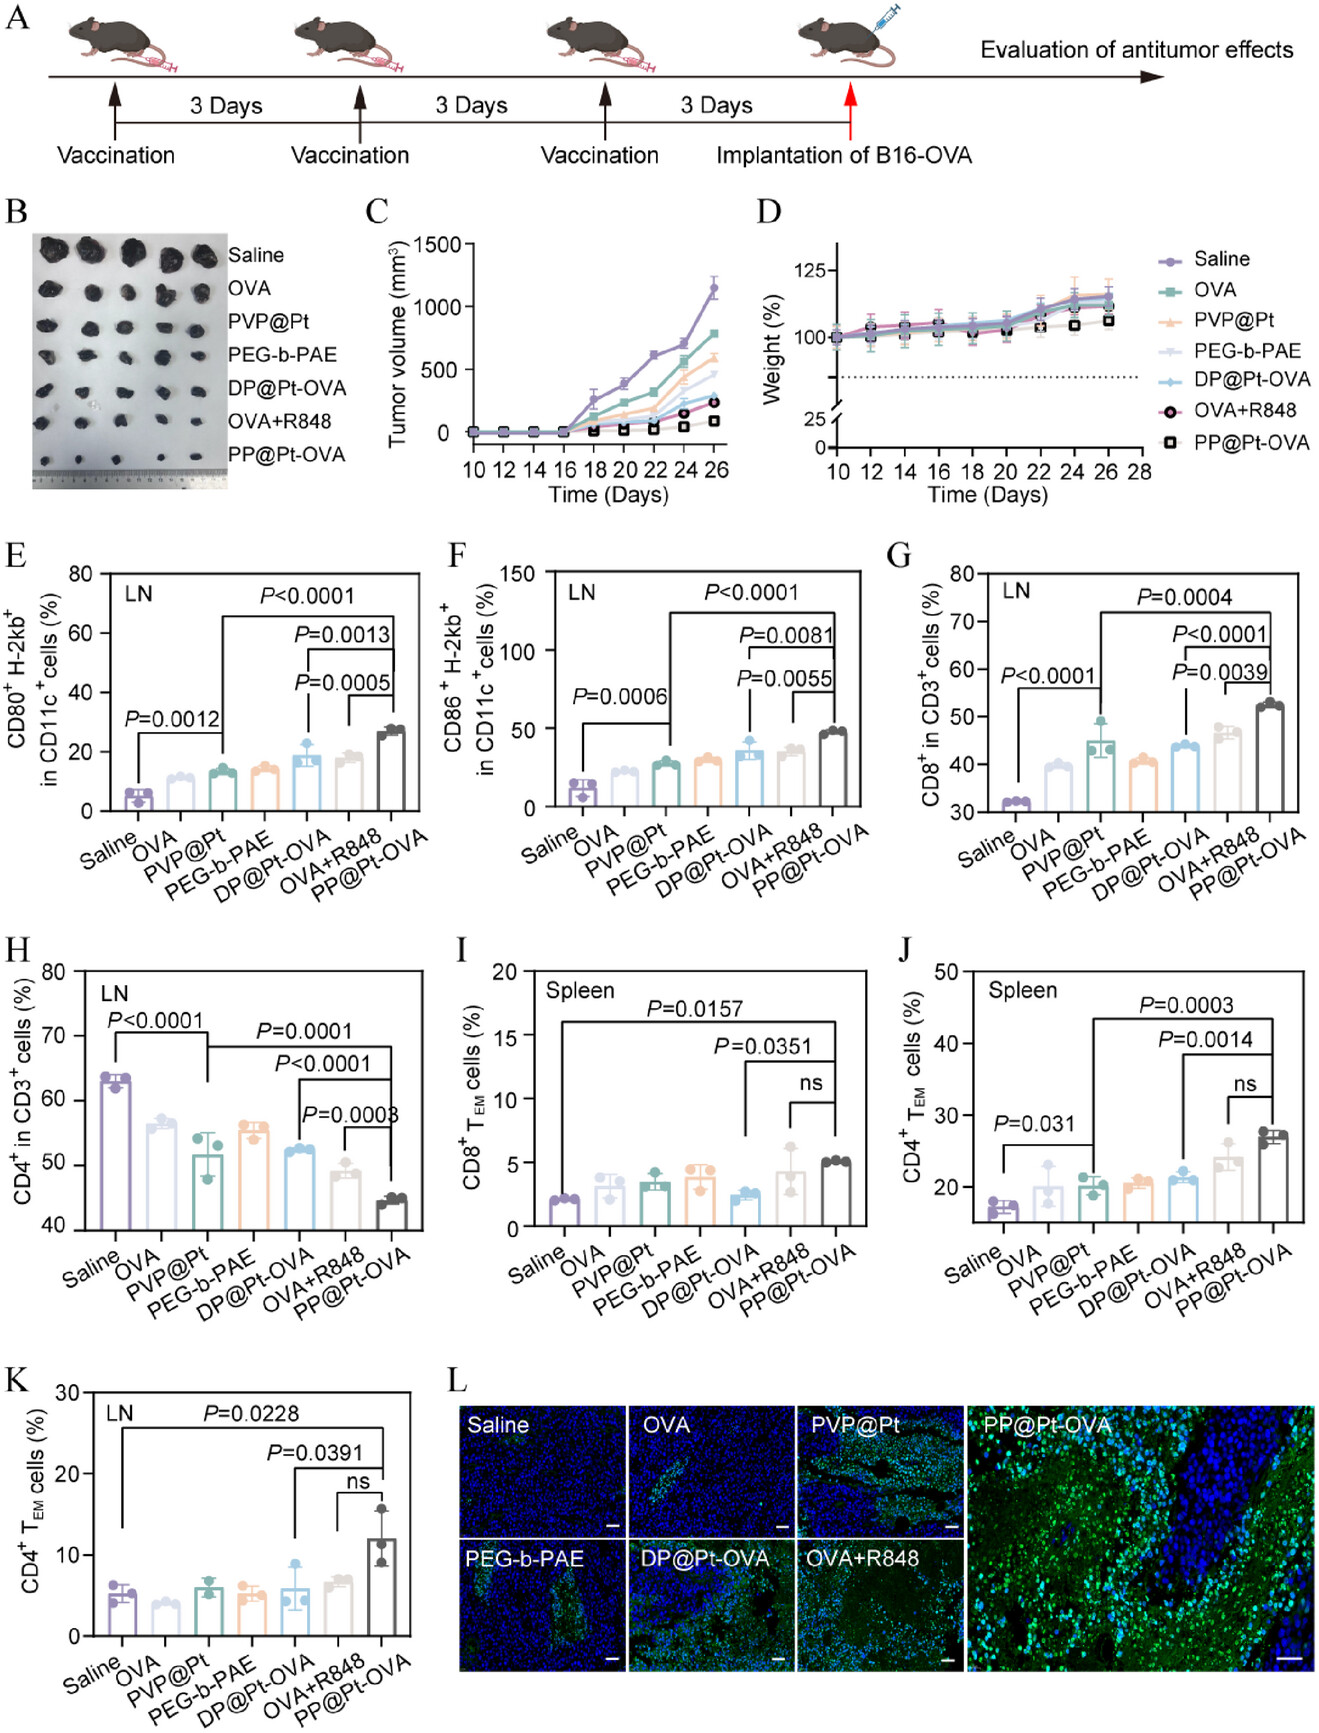 A
Evaluation of antitumor effects
3 Days
3 Days
3 Days
Vaccination
Vaccination
Vaccination
Implantation of B16-OVA
B
Saline
OVA
PVP@Pt
PEG-b-PAE
DP@Pt-OVA
OVA+R848
PP@Pt-OVA
C
Tumor volume (mm³)
1500
1000
500
0
10 12 14 16 18 20 22 24 26
Time (Days)
D
Weight (%)
125
100
25
0
10 12 14 16 18 20 22 24 26 28
Time (Days)
Saline
OVA
PVP@Pt
PEG-b-PAE
DP@Pt-OVA
OVA+R848
PP@Pt-OVA
E
CD80⁺ H-2kb⁺
in CD11c⁺cells (%)
80
60
40
20
0
LN
P<0.0001
P=0.0013
P=0.0005
P=0.0012
Saline
OVA
PVP@Pt
PEG-b-PAE
DP@Pt-OVA
OVA+R848
PP@Pt-OVA
F
CD86⁺ H-2kb⁺
in CD11c⁺cells (%)
150
100
50
0
LN
P<0.0001
P=0.0081
P=0.0055
P=0.0006
Saline
OVA
PVP@Pt
PEG-b-PAE
DP@Pt-OVA
OVA+R848
PP@Pt-OVA
G
CD8⁺ in CD3⁺cells (%)
80
70
60
50
40
30
LN
P=0.0004
P<0.0001
P=0.0039
P<0.0001
Saline
OVA
PVP@Pt
PEG-b-PAE
DP@Pt-OVA
OVA+R848
PP@Pt-OVA
H
CD4⁺ in CD3⁺cells (%)
80
70
60
50
40
LN
P<0.0001
P=0.0001
P<0.0001
P=0.0003
Saline
OVA
PVP@Pt
PEG-b-PAE
DP@Pt-OVA
OVA+R848
PP@Pt-OVA
I
CD8⁺ TEM cells (%)
20
15
10
5
0
Spleen
P=0.0157
P=0.0351
ns
Saline
OVA
PVP@Pt
PEG-b-PAE
DP@Pt-OVA
OVA+R848
PP@Pt-OVA
J
CD4⁺ TEM cells (%)
50
40
30
20
Spleen
P=0.0003
P=0.0014
ns
P=0.031
Saline
OVA
PVP@Pt
PEG-b-PAE
DP@Pt-OVA
OVA+R848
PP@Pt-OVA
K
CD4⁺ TEM cells (%)
30
20
10
0
LN
P=0.0228
P=0.0391
ns
Saline
OVA
PVP@Pt
PEG-b-PAE
DP@Pt-OVA
OVA+R848
PP@Pt-OVA
L
Saline
OVA
PVP@Pt
PP@Pt-OVA
PEG-b-PAE
DP@Pt-OVA
OVA+R848